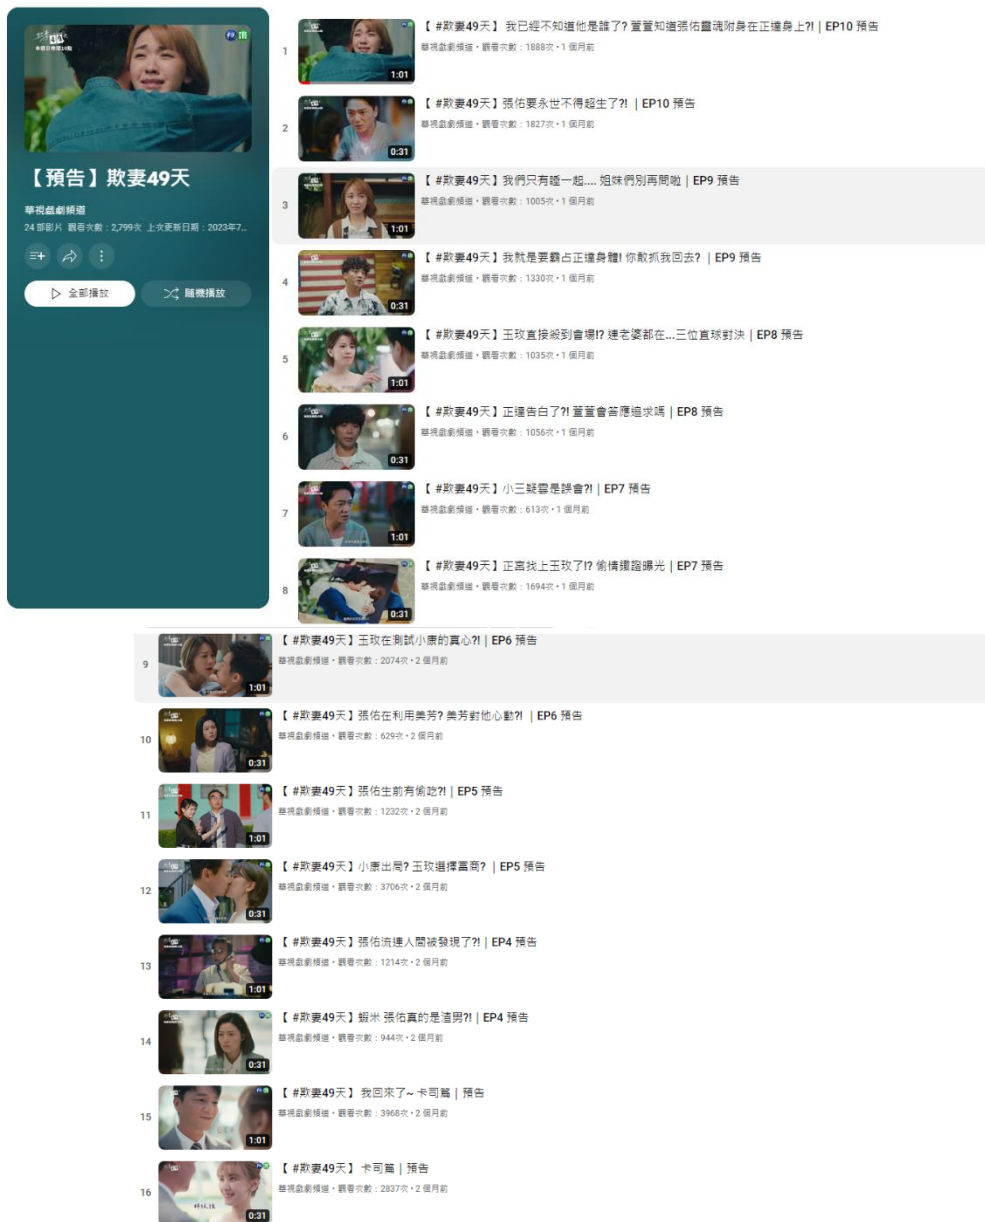 【預告】欺妻49天
華視戲劇頻道
24 部影片 觀看次數：2,799次 上次更新日期：2023年7...
全部播放
隨機播放
1
1:01
【 #欺妻49天】 我已經不知道他是誰了? 萱萱知道張佑靈魂附身在正達身上?!｜EP10 預告
華視戲劇頻道・觀看次數：1888次・1 個月前
2
0:31
【 #欺妻49天】張佑要永世不得超生了?! ｜EP10 預告
華視戲劇頻道・觀看次數：1827次・1 個月前
3
1:01
【 #欺妻49天】我們只有睡一起.... 姐妹們別再問啦｜EP9 預告
華視戲劇頻道・觀看次數：1005次・1 個月前
4
0:31
【 #欺妻49天】我就是要霸占正達身體! 你敢抓我回去? ｜EP9 預告
華視戲劇頻道・觀看次數：1330次・1 個月前
5
1:01
【 #欺妻49天】玉玫直接殺到會場!? 連老婆都在...三位直球對決｜EP8 預告
華視戲劇頻道・觀看次數：1035次・1 個月前
6
0:31
【 #欺妻49天】正達告白了?! 萱萱會答應追求嗎｜EP8 預告
華視戲劇頻道・觀看次數：1056次・1 個月前
7
1:01
【 #欺妻49天】小三疑雲是誤會?!｜EP7 預告
華視戲劇頻道・觀看次數：613次・1 個月前
8
0:31
【 #欺妻49天】正宮找上玉玫了!? 偷情鐵證曝光｜EP7 預告
華視戲劇頻道・觀看次數：1694次・1 個月前
9
1:01
【 #欺妻49天】玉玫在測試小康的真心?!｜EP6 預告
華視戲劇頻道・觀看次數：2074次・2 個月前
10
0:31
【 #欺妻49天】張佑在利用美芳? 美芳對他心動?! ｜EP6 預告
華視戲劇頻道・觀看次數：629次・2 個月前
11
1:01
【 #欺妻49天】張佑生前有偷吃?!｜EP5 預告
華視戲劇頻道・觀看次數：1232次・2 個月前
12
0:31
【 #欺妻49天】小康出局? 玉玫選擇富商? ｜EP5 預告
華視戲劇頻道・觀看次數：3706次・2 個月前
13
1:01
【 #欺妻49天】張佑流連人間被發現了?!｜EP4 預告
華視戲劇頻道・觀看次數：1214次・2 個月前
14
0:31
【 #欺妻49天】蝦米 張佑真的是渣男?!｜EP4 預告
華視戲劇頻道・觀看次數：944次・2 個月前
15
1:01
【 #欺妻49天】 我回來了~ 卡司篇｜預告
華視戲劇頻道・觀看次數：3968次・2 個月前
16
0:31
【 #欺妻49天】 卡司篇｜預告
華視戲劇頻道・觀看次數：2837次・2 個月前